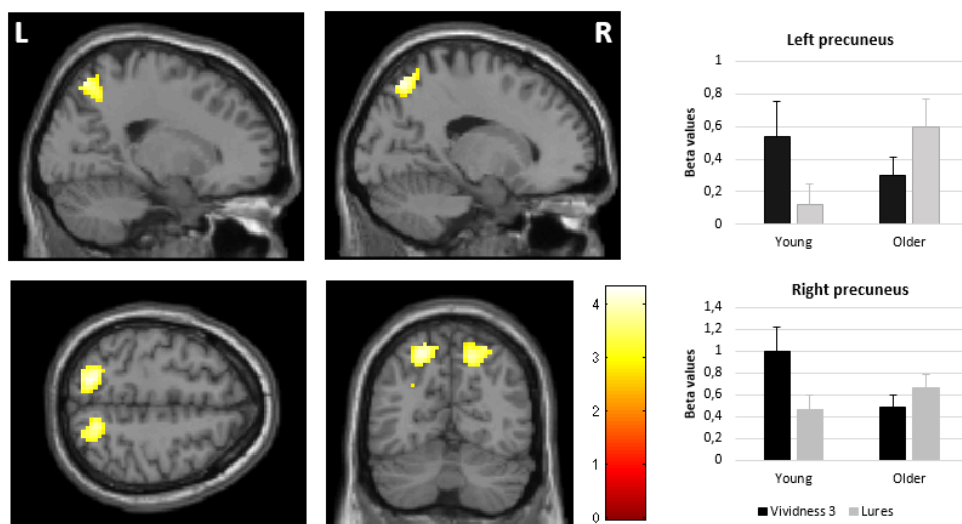 L
R
4
3
2
1
0
Left precuneus
Beta values
1
0,8
0,6
0,4
0,2
0
Young
Older
Right precuneus
Beta values
1,4
1,2
1
0,8
0,6
0,4
0,2
0
Young
Older
Vividness 3
Lures